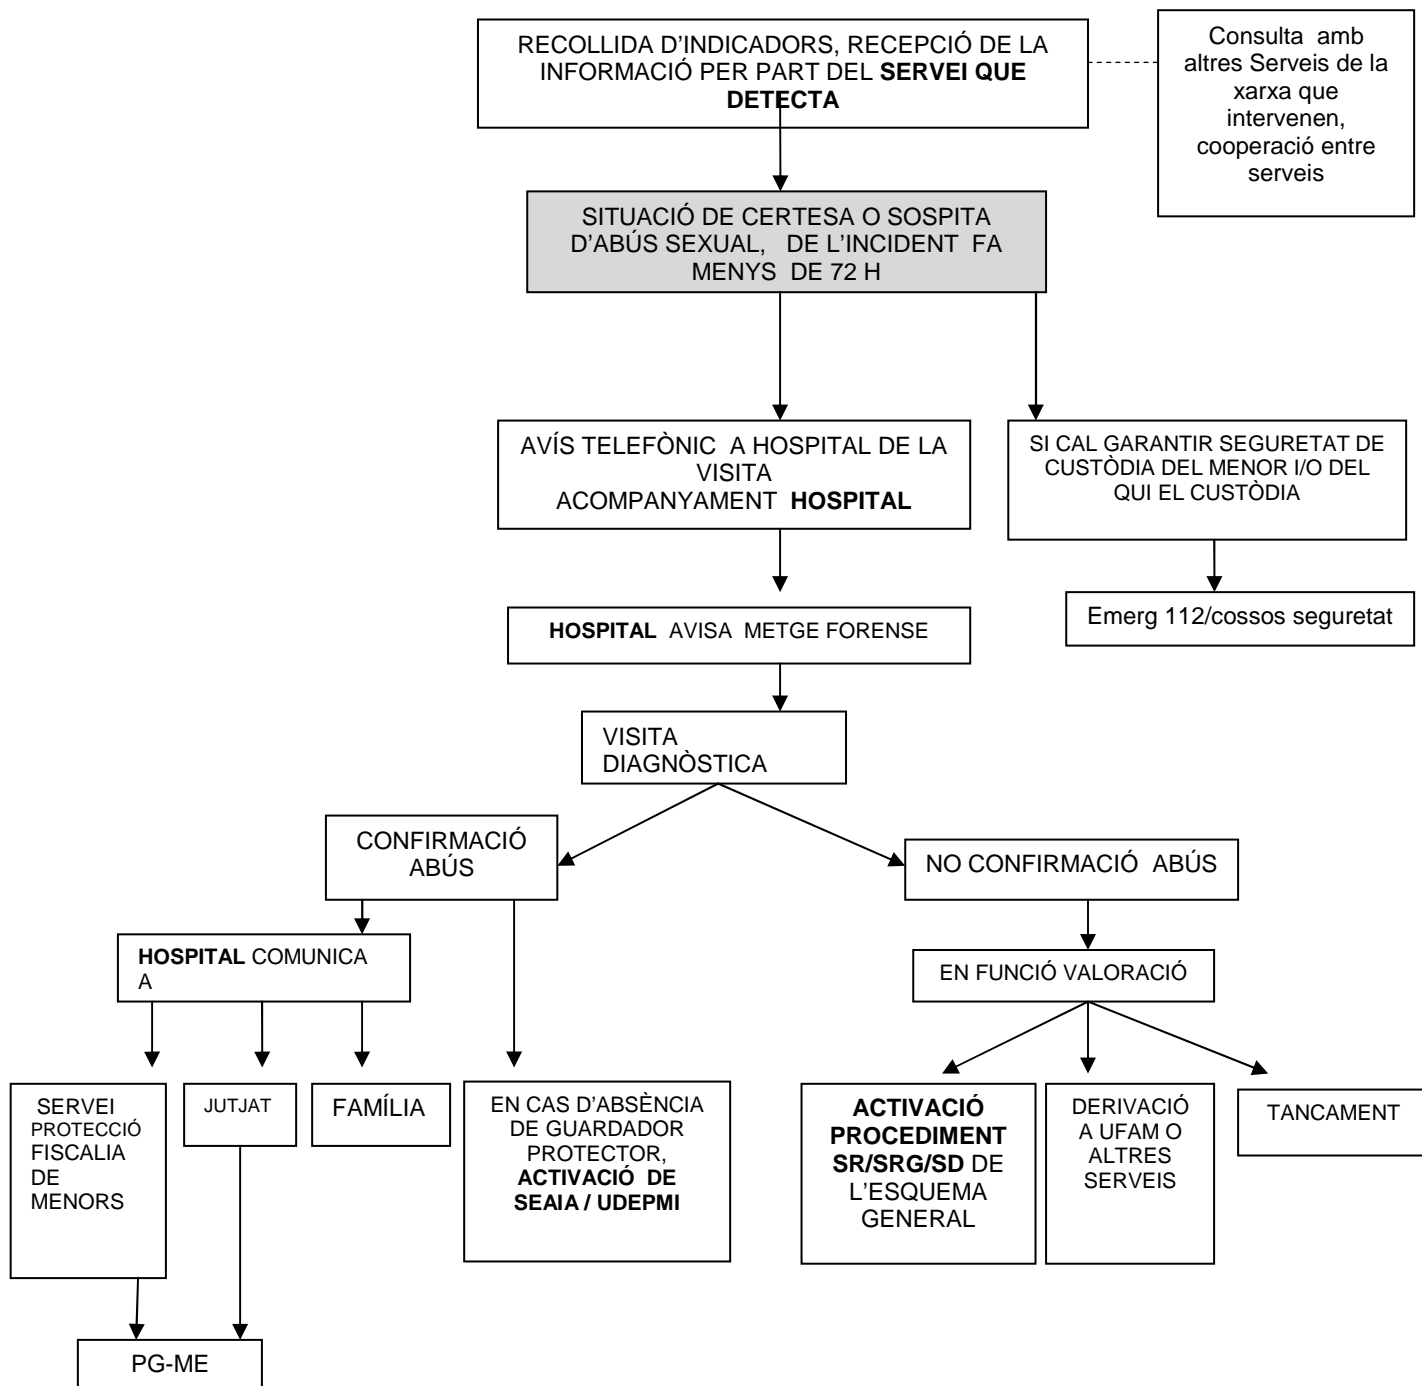 RECOLLIDA D’INDICADORS, RECEPCIÓ DE LA
INFORMACIÓ PER PART DEL SERVEI QUE
DETECTA
Consulta amb
altres Serveis de la
xarxa que
intervenen,
cooperació entre
serveis
SITUACIÓ DE CERTESA O SOSPITA
D’ABÚS SEXUAL, DE L’INCIDENT FA
MENYS DE 72 H
AVÍS TELEFÒNIC A HOSPITAL DE LA
VISITA
ACOMPANYAMENT HOSPITAL
SI CAL GARANTIR SEGURETAT DE
CUSTÒDIA DEL MENOR I/O DEL
QUI EL CUSTÒDIA
Emerg 112/cossos seguretat
HOSPITAL AVISA METGE FORENSE
VISITA
DIAGNÒSTICA
CONFIRMACIÓ
ABÚS
NO CONFIRMACIÓ ABÚS
HOSPITAL COMUNICA
A
EN FUNCIÓ VALORACIÓ
SERVEI
PROTECCIÓ
FISCALIA
DE
MENORS
JUTJAT
FAMÍLIA
EN CAS D’ABSÈNCIA
DE GUARDADOR
PROTECTOR,
ACTIVACIÓ DE
SEAIA / UDEPMI
ACTIVACIÓ
PROCEDIMENT
SR/SRG/SD DE
L’ESQUEMA
GENERAL
DERIVACIÓ
A UFAM O
ALTRES
SERVEIS
TANCAMENT
PG-ME